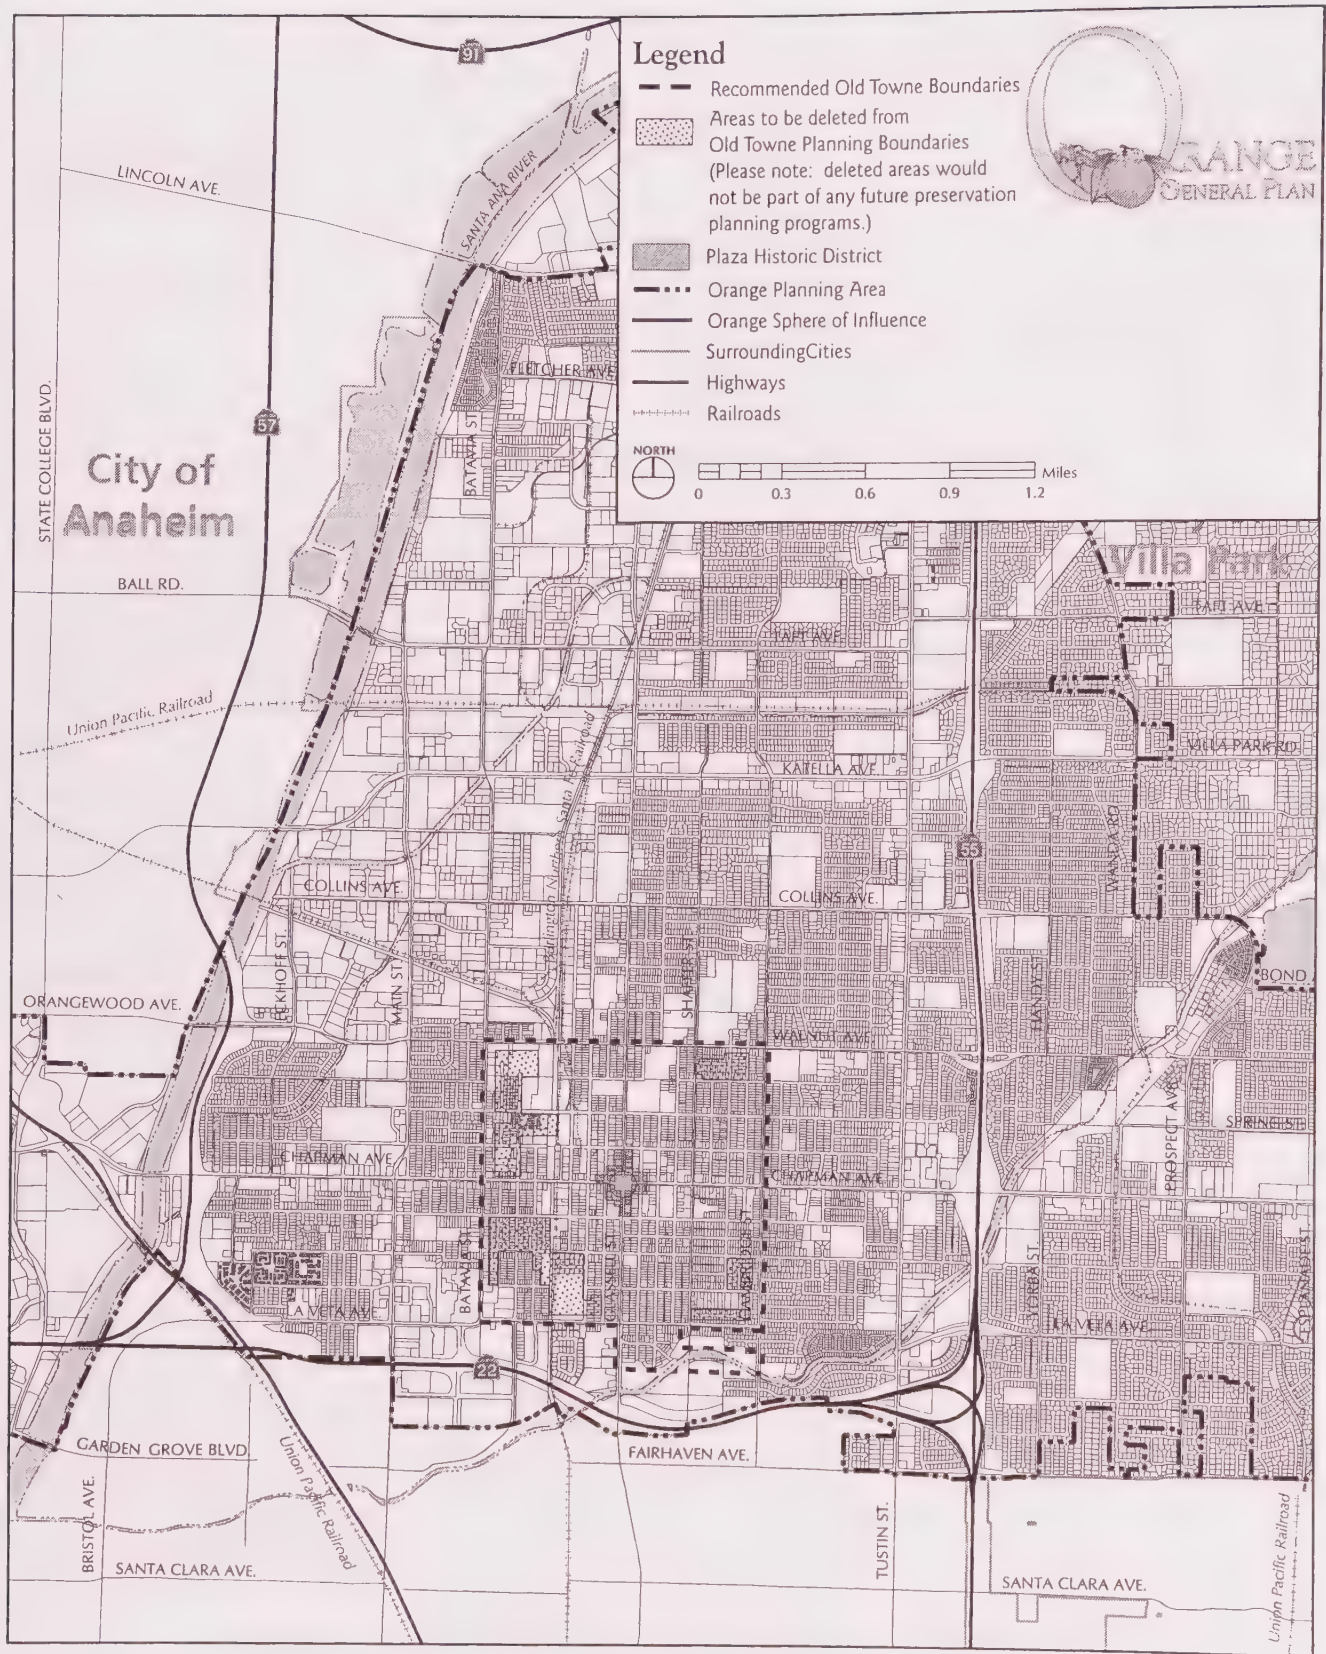 91
Legend
Recommended Old Towne Boundaries
Areas to be deleted from
Old Towne Planning Boundaries
(Please note: deleted areas would
not be part of any future preservation
planning programs.)
Plaza Historic District
Orange Planning Area
Orange Sphere of Influence
SurroundingCities
Highways
Railroads
NORTH
0 0.3 0.6 0.9 1.2
Miles
ORANGE
GENERAL PLAN
LINCOLN AVE.
SANTA ANA RIVER
FLETCHER AVE
STATE COLLEGE BLVD.
57
BATAVIA ST.
City of
Anaheim
Villa Park
BALL RD.
TAFT AVE
TAFT AVE.
Union Pacific Railroad
VILLA PARK RD.
KATELLA AVE.
Burlington Northern Santa Fe Railroad
WANDA RD
55
COLLINS AVE.
COLLINS AVE.
ECKHOFF ST.
MAIN ST.
SHAFFER ST.
HANDY ST.
BOND
ORANGEWOOD AVE.
WALNUT AVE.
PROSPECT AVE.
SPRING ST.
CHAPMAN AVE.
CHAPMAN AVE.
BATAVIA ST.
GLASSELL ST.
CAMBRIDGE ST.
YORBA ST.
ESPLANADE ST.
LA VETA AVE.
LA VETA AVE.
22
GARDEN GROVE BLVD.
FAIRHAVEN AVE.
BRISTOL AVE.
Union Pacific Railroad
TUSTIN ST.
Union Pacific Railroad
SANTA CLARA AVE.
SANTA CLARA AVE.